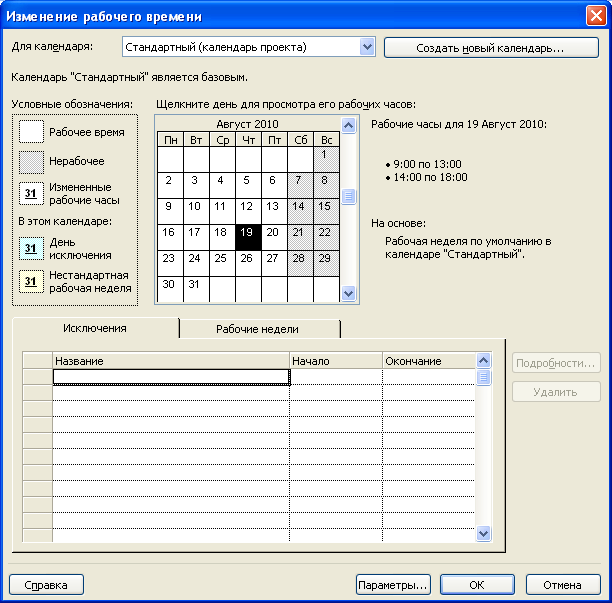 Изменение рабочего времени
Для календаря: Стандартный (календарь проекта) Создать новый календарь...
Календарь "Стандартный" является базовым.
Условные обозначения:
Рабочее время
Нерабочее
31 Измененные
рабочие часы
В этом календаре:
31 День
исключения
31 Нестандартная
рабочая неделя
Щелкните день для просмотра его рабочих часов:
Август 2010
Пн Вт Ср Чт Пт Сб Вс
1
2 3 4 5 6 7 8
9 10 11 12 13 14 15
16 17 18 19 20 21 22
23 24 25 26 27 28 29
30 31
Рабочие часы для 19 Август 2010:
• 9:00 по 13:00
• 14:00 по 18:00
На основе:
Рабочая неделя по умолчанию в
календаре "Стандартный".
Исключения Рабочие недели
Название Начало Окончание
Подробности...
Удалить
Справка Параметры... ОК Отмена